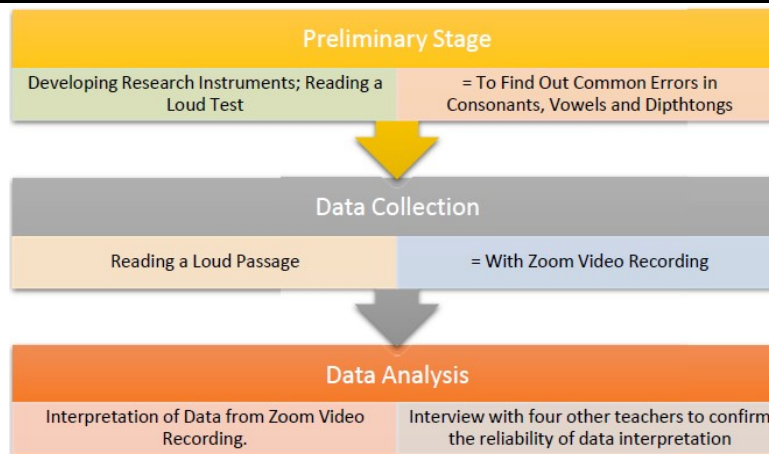 Preliminary Stage
Developing Research Instruments; Reading a
Loud Test
= To Find Out Common Errors in
Consonants, Vowels and Dipthtongs
Data Collection
Reading a Loud Passage
= With Zoom Video Recording
Data Analysis
Interpretation of Data from Zoom Video
Recording.
Interview with four other teachers to confirm
the reliability of data interpretation